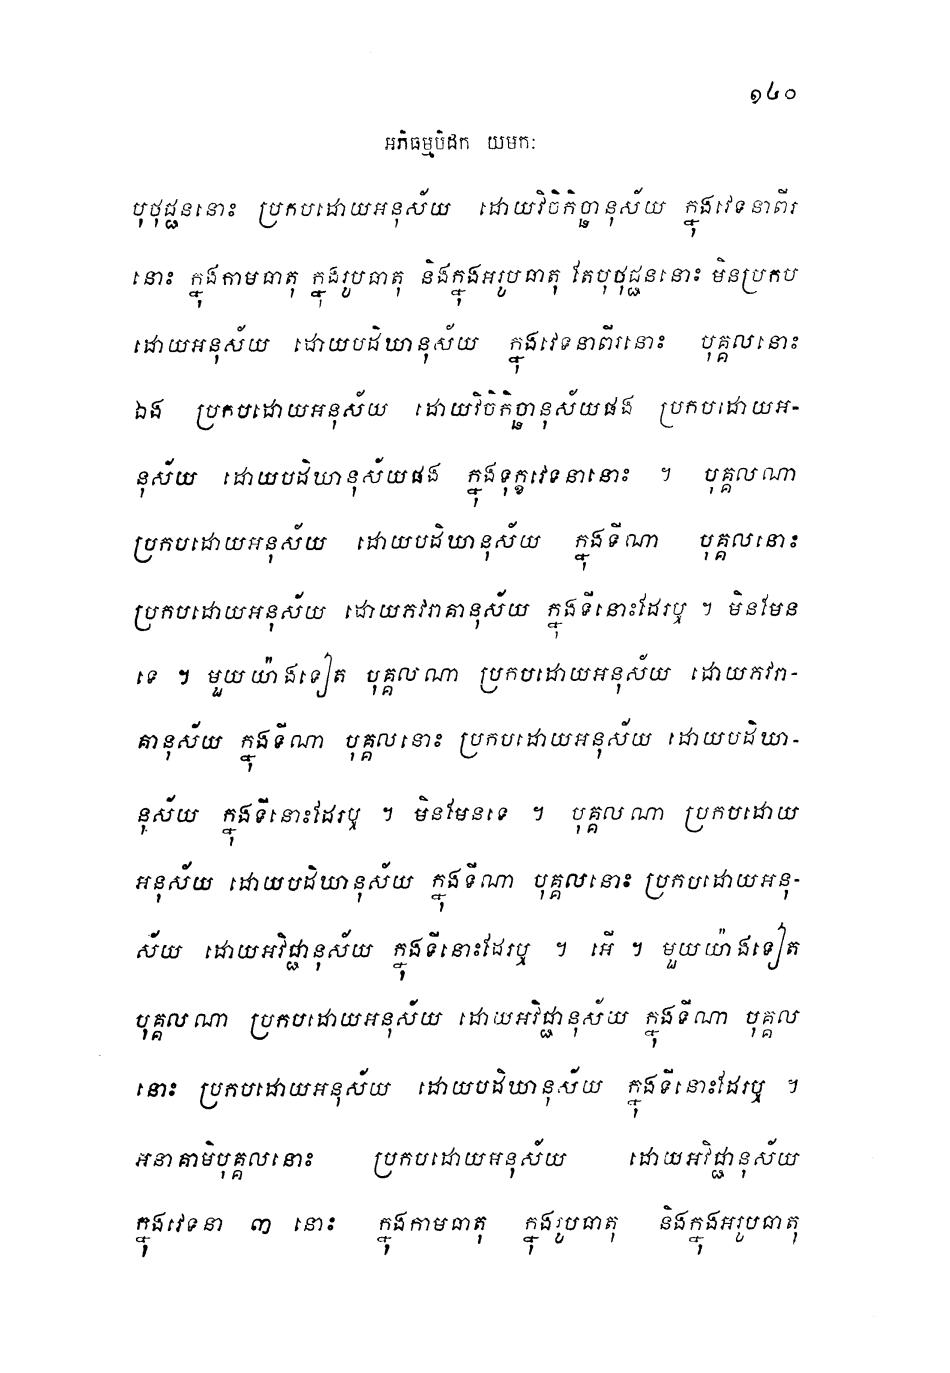 ១៤០
អភិធម្មបិដក យមកៈ
បុថុជ្ជននោះ ប្រកបដោយអនុស័យ ដោយវិចិកិច្ឆានុស័យ ក្នុងវេទនាពីរ
នោះ ក្នុងកាមធាតុ ក្នុងរូបធាតុ និងក្នុងអរូបធាតុ តែបុថុជ្ជននោះ មិនប្រកប
ដោយអនុស័យ ដោយបដិឃានុស័យ ក្នុងវេទនាពីរនោះ បុគ្គលនោះ
ឯង ប្រកបដោយអនុស័យ ដោយវិចិកិច្ឆានុស័យផង ប្រកបដោយអ-
នុស័យ ដោយបដិឃានុស័យផង ក្នុងទុក្ខវេទនានោះ ។ បុគ្គលណា
ប្រកបដោយអនុស័យ ដោយបដិឃានុស័យ ក្នុងទីណា បុគ្គលនោះ
ប្រកបដោយអនុស័យ ដោយភវរាគានុស័យ ក្នុងទីនោះដែរឬ ។ មិនមែន
ទេ ។ មួយយ៉ាងទៀត បុគ្គលណា ប្រកបដោយអនុស័យ ដោយភវរា-
គានុស័យ ក្នុងទីណា បុគ្គលនោះ ប្រកបដោយអនុស័យ ដោយបដិឃា-
នុស័យ ក្នុងទីនោះដែរឬ ។ មិនមែនទេ ។ បុគ្គលណា ប្រកបដោយ
អនុស័យ ដោយបដិឃានុស័យ ក្នុងទីណា បុគ្គលនោះ ប្រកបដោយអនុ-
ស័យ ដោយអវិជ្ជានុស័យ ក្នុងទីនោះដែរឬ ។ អើ ។ មួយយ៉ាងទៀត
បុគ្គលណា ប្រកបដោយអនុស័យ ដោយអវិជ្ជានុស័យ ក្នុងទីណា បុគ្គល
នោះ ប្រកបដោយអនុស័យ ដោយបដិឃានុស័យ ក្នុងទីនោះដែរឬ ។
អនាគាមិបុគ្គលនោះ ប្រកបដោយអនុស័យ ដោយអវិជ្ជានុស័យ
ក្នុងវេទនា ៣ នោះ ក្នុងកាមធាតុ ក្នុងរូបធាតុ និងក្នុងអរូបធាតុ